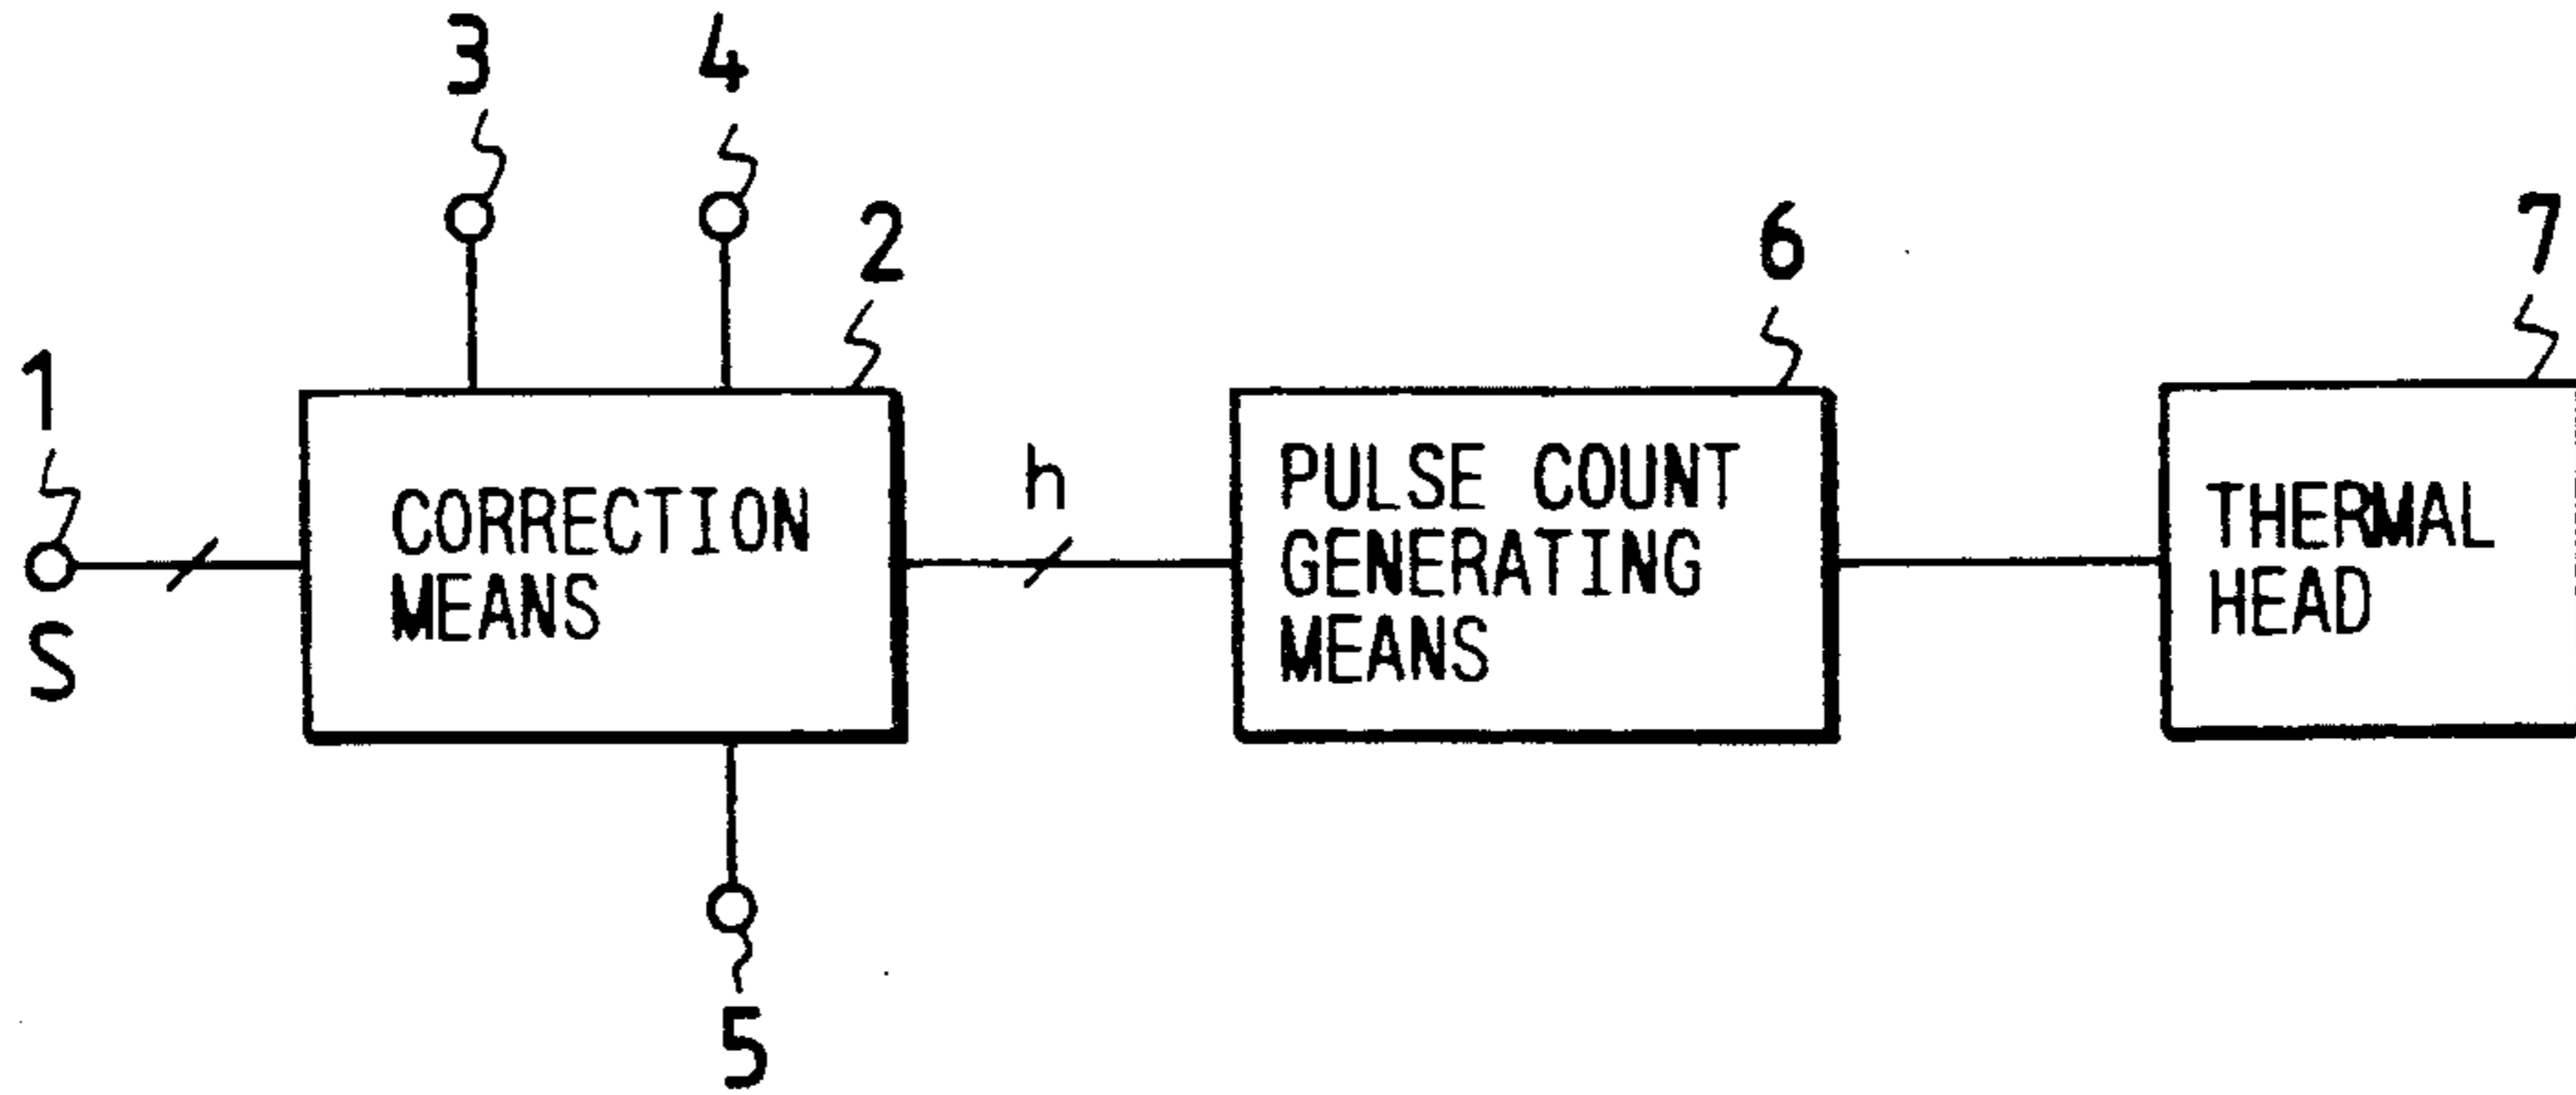 3
4
2
6
7
1
S
CORRECTION
MEANS
h
PULSE COUNT
GENERATING
MEANS
THERMAL
HEAD
5